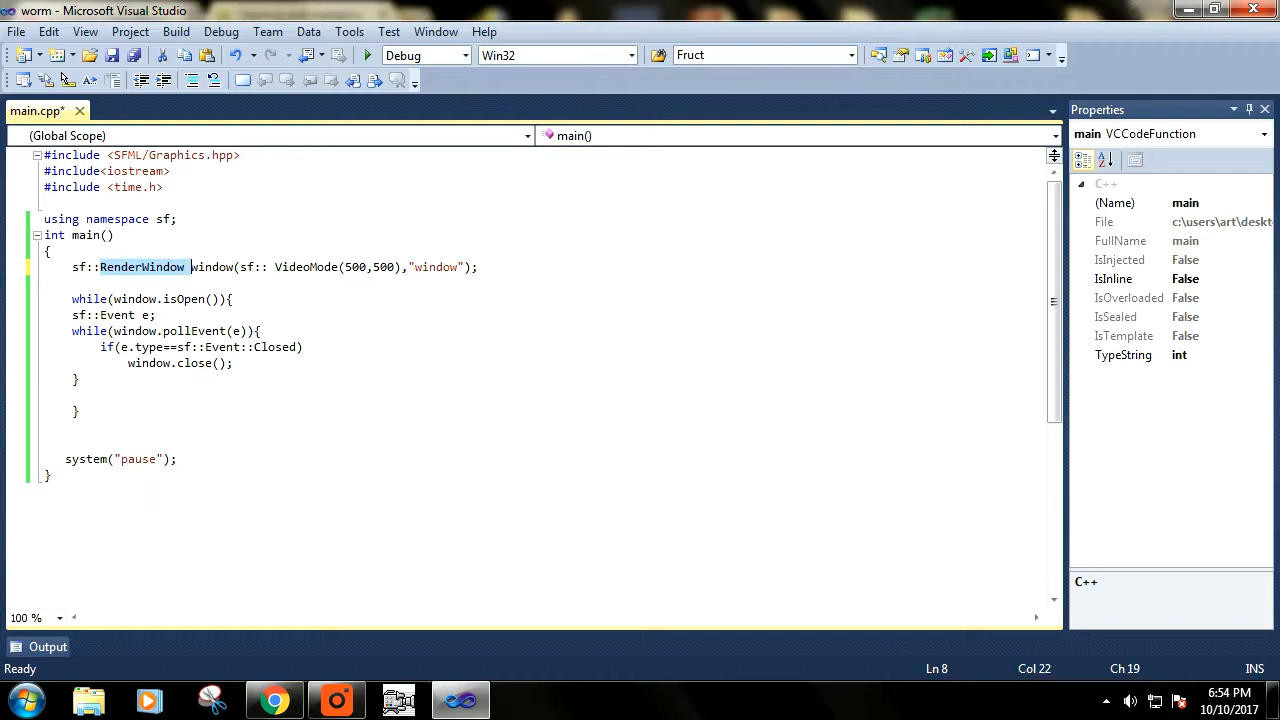 worm - Microsoft Visual Studio
File Edit View Project Build Debug Team Data Tools Test Window Help
Debug Win32 Fruct
main.cpp*
Properties
(Global Scope) main()
main VCCodeFunction
#include <SFML/Graphics.hpp>
#include<iostream>
#include <time.h>
using namespace sf;
int main()
{
sf::RenderWindow window(sf:: VideoMode(500,500),"window");
while(window.isOpen()){
sf::Event e;
while(window.pollEvent(e)){
if(e.type==sf::Event::Closed)
window.close();
}
}
system("pause");
}
C++
(Name) main
File c:\users\art\deskt
FullName main
IsInjected False
IsInline False
IsOverloaded False
IsSealed False
IsTemplate False
TypeString int
C++
100 %
Output
Ready Ln 8 Col 22 Ch 19 INS
6:54 PM
10/10/2017